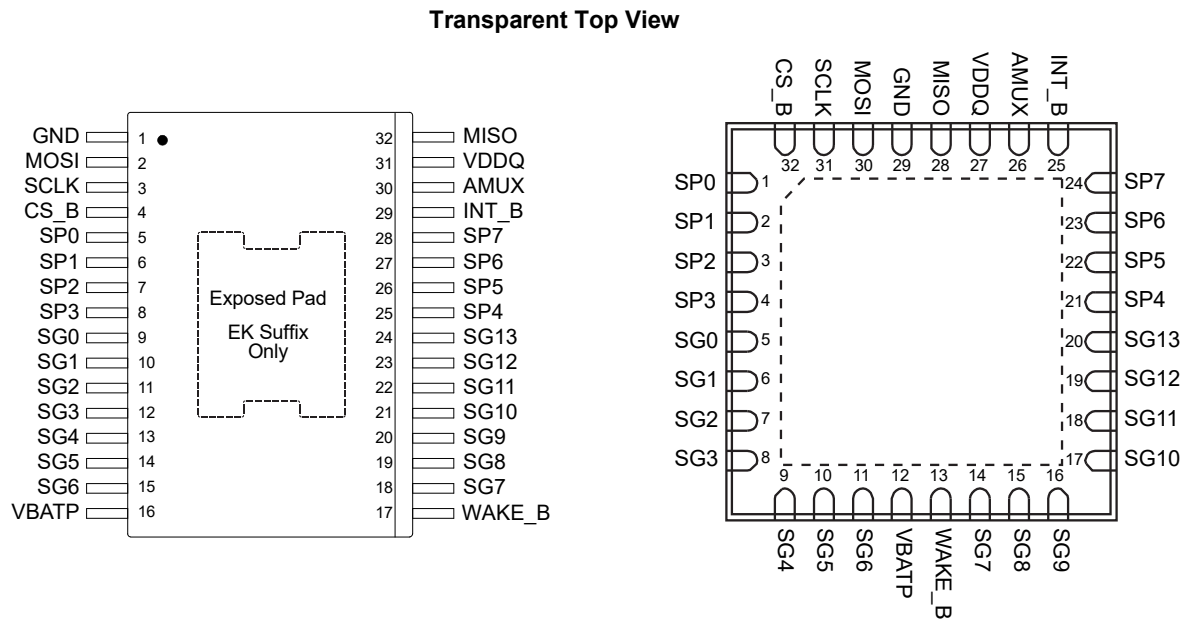 Transparent Top View
GND 1
MOSI 2
SCLK 3
CS_B 4
SP0 5
SP1 6
SP2 7
SP3 8
SG0 9
SG1 10
SG2 11
SG3 12
SG4 13
SG5 14
SG6 15
VBATP 16
Exposed Pad
EK Suffix
Only
32 MISO
31 VDDQ
30 AMUX
29 INT_B
28 SP7
27 SP6
26 SP5
25 SP4
24 SG13
23 SG12
22 SG11
21 SG10
20 SG9
19 SG8
18 SG7
17 WAKE_B
CS_B SCLK MOSI GND MISO VDDQ AMUX INT_B
32 31 30 29 28 27 26 25
SP0 1
SP1 2
SP2 3
SP3 4
SG0 5
SG1 6
SG2 7
SG3 8
24 SP7
23 SP6
22 SP5
21 SP4
20 SG13
19 SG12
18 SG11
17 SG10
9 10 11 12 13 14 15 16
SG4 SG5 SG6 VBATP WAKE_B SG7 SG8 SG9